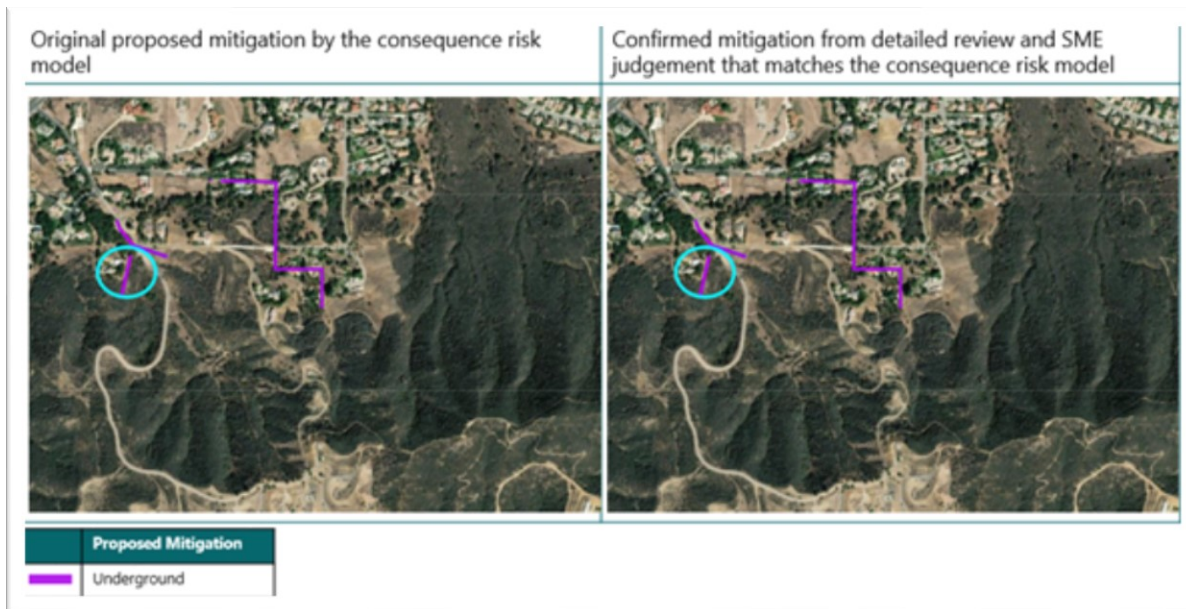 Original proposed mitigation by the consequence risk
model
Confirmed mitigation from detailed review and SME
judgement that matches the consequence risk model
Proposed Mitigation
Underground